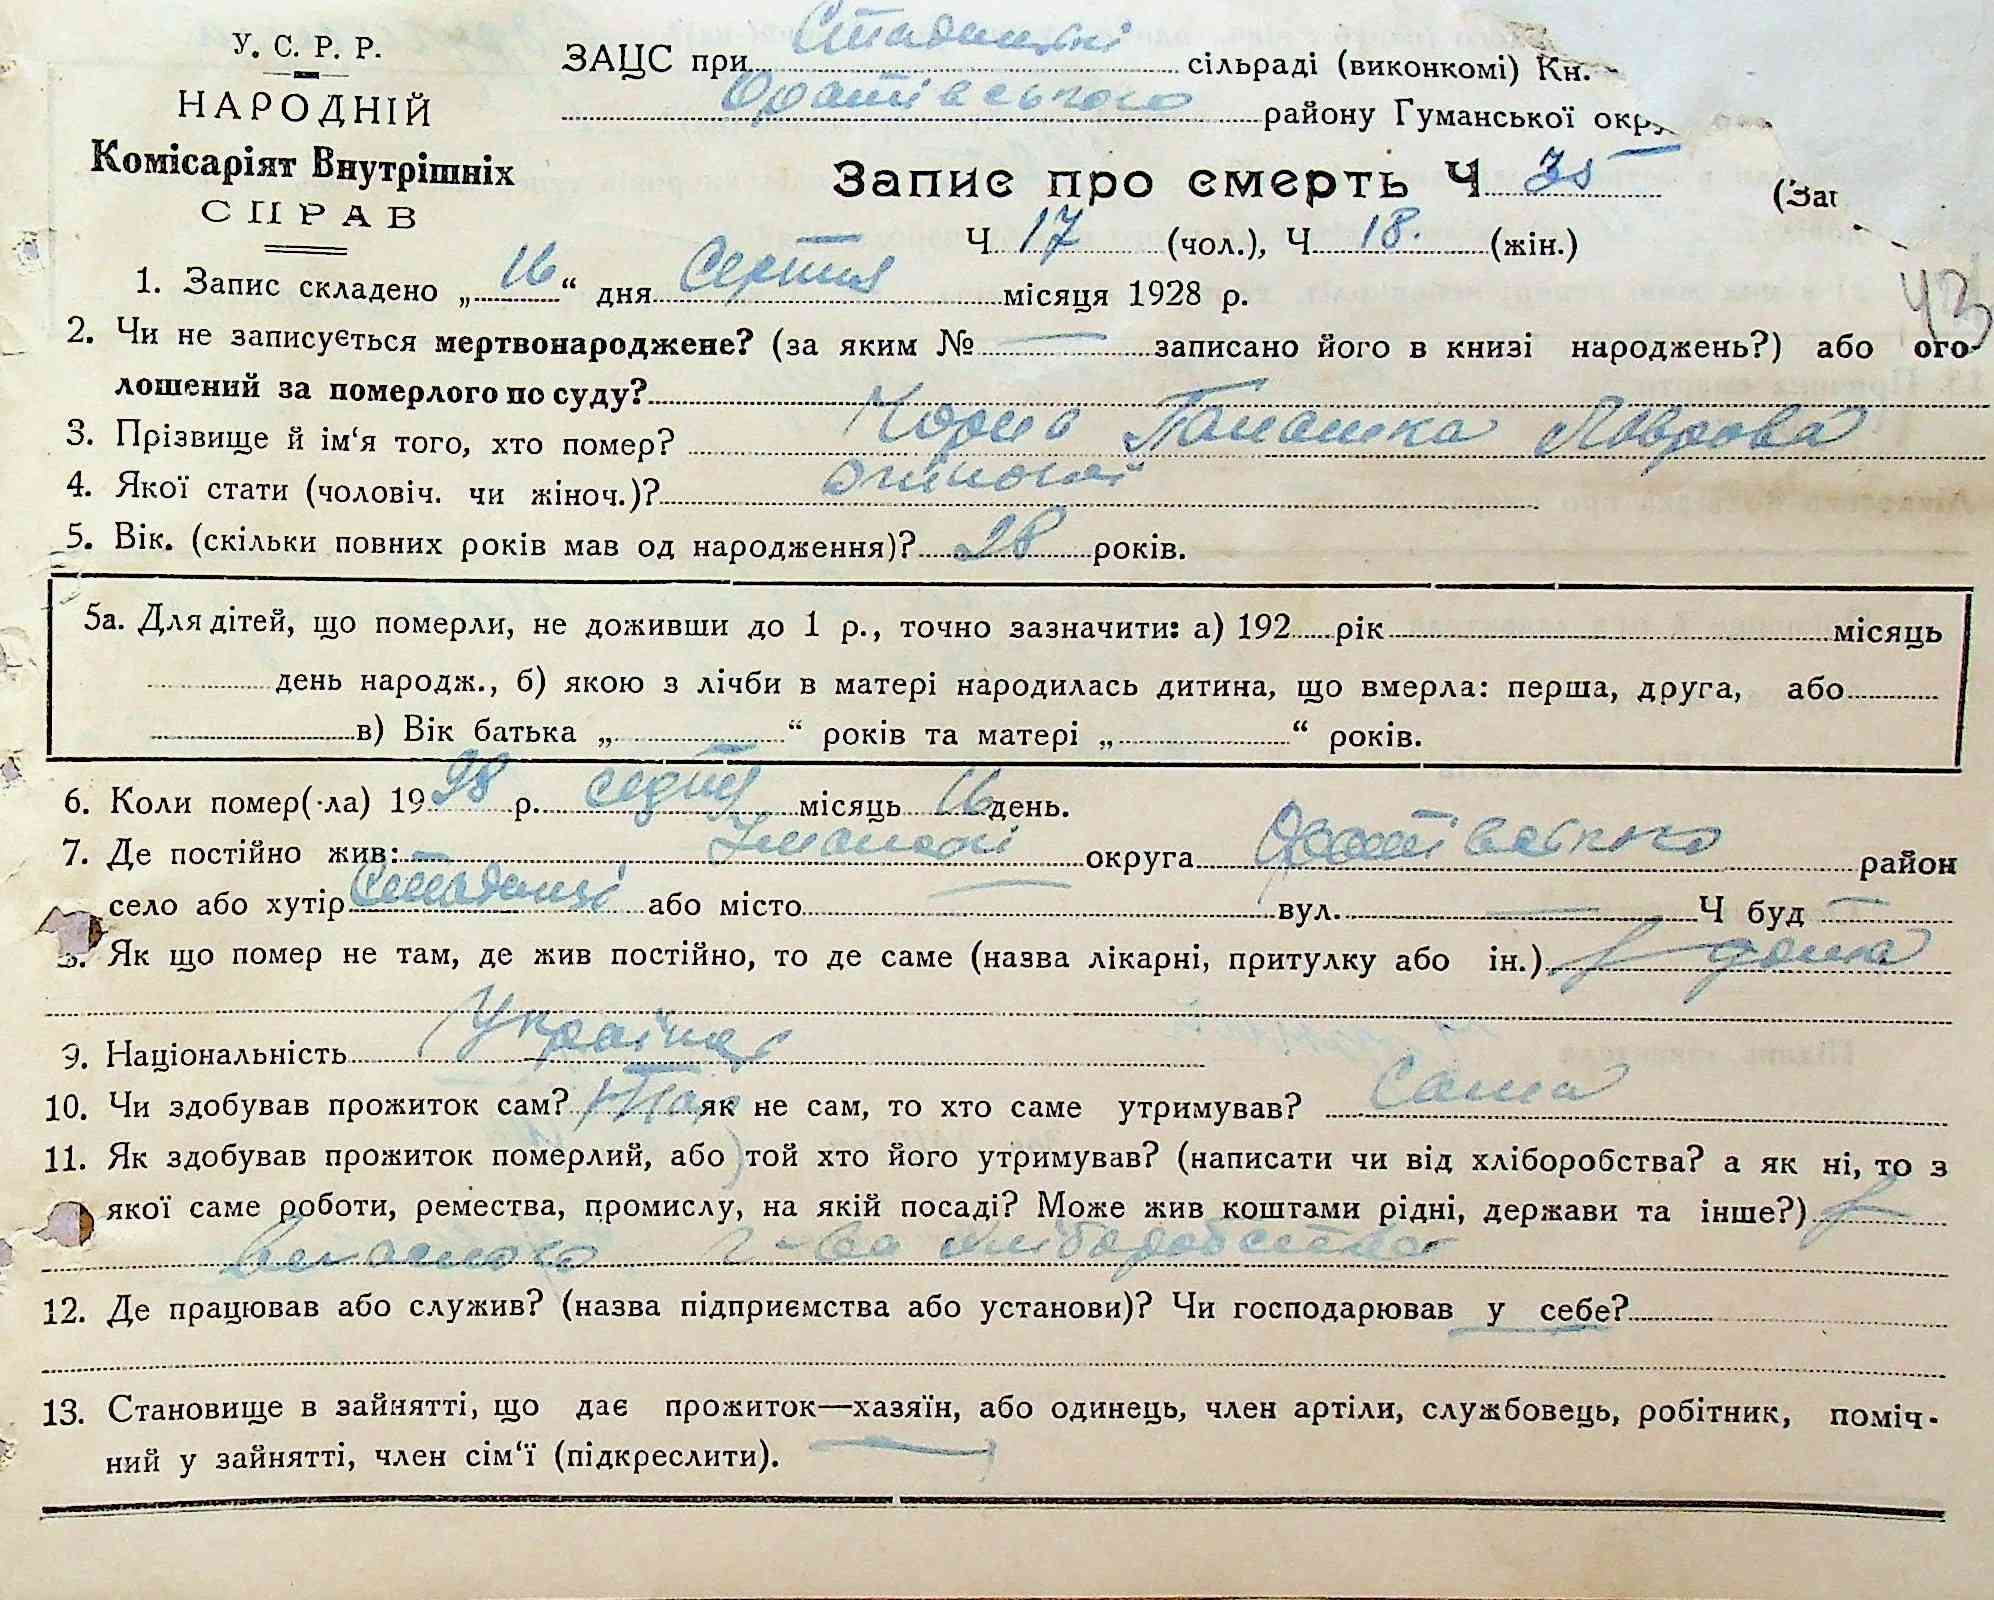 У. С. Р. Р.
НАРОДНІЙ
Комісаріят Внутрішніх
СПРАВ
ЗАЦС при Стадниці сільраді (виконкомі) Кн.
Оратівського району Гуманської окр
Запис про смерть Ч 35 (Заг
Ч 17 (чол.), Ч 18. (жін.)
43
1. Запис складено „16“ дня Серпня місяця 1928 р.
2. Чи не записується мертвонароджене? (за яким № — записано його в книзі народжень?) або ого-
лошений за померлого по суду?
3. Прізвище й ім‘я того, хто помер? Палашка Лаврова
4. Якої стати (чоловіч. чи жіноч.)? жіночої
5. Вік. (скільки повних років мав од народження)? 28 років.
5а. Для дітей, що померли, не доживши до 1 р., точно зазначити: а) 192 рік місяць
день народж., б) якою з лічби в матері народилась дитина, що вмерла: перша, друга, або
в) Вік батька „ “ років та матері „ “ років.
6. Коли помер(-ла) 1928 р. серпня місяць 16 день.
7. Де постійно жив: Уманської округа Оратівського район
село або хутір Стадниці або місто — вул. — Ч буд —
8. Як що помер не там, де жив постійно, то де саме (назва лікарні, притулку або ін.) дома
9. Національність Українка
10. Чи здобував прожиток сам? Так як не сам, то хто саме утримував? Сама
11. Як здобував прожиток померлий, або той хто його утримував? (написати чи від хліборобства? а як ні, то з
якої саме роботи, ремества, промислу, на якій посаді? Може жив коштами рідні, держави та інше?)
власного г-ва хліборобства
12. Де працював або служив? (назва підприємства або установи)? Чи господарював у себе?
13. Становище в зайнятті, що дає прожиток—хазяїн, або одинець, член артіли, службовець, робітник, поміч-
ний у зайнятті, член сім‘ї (підкреслити).